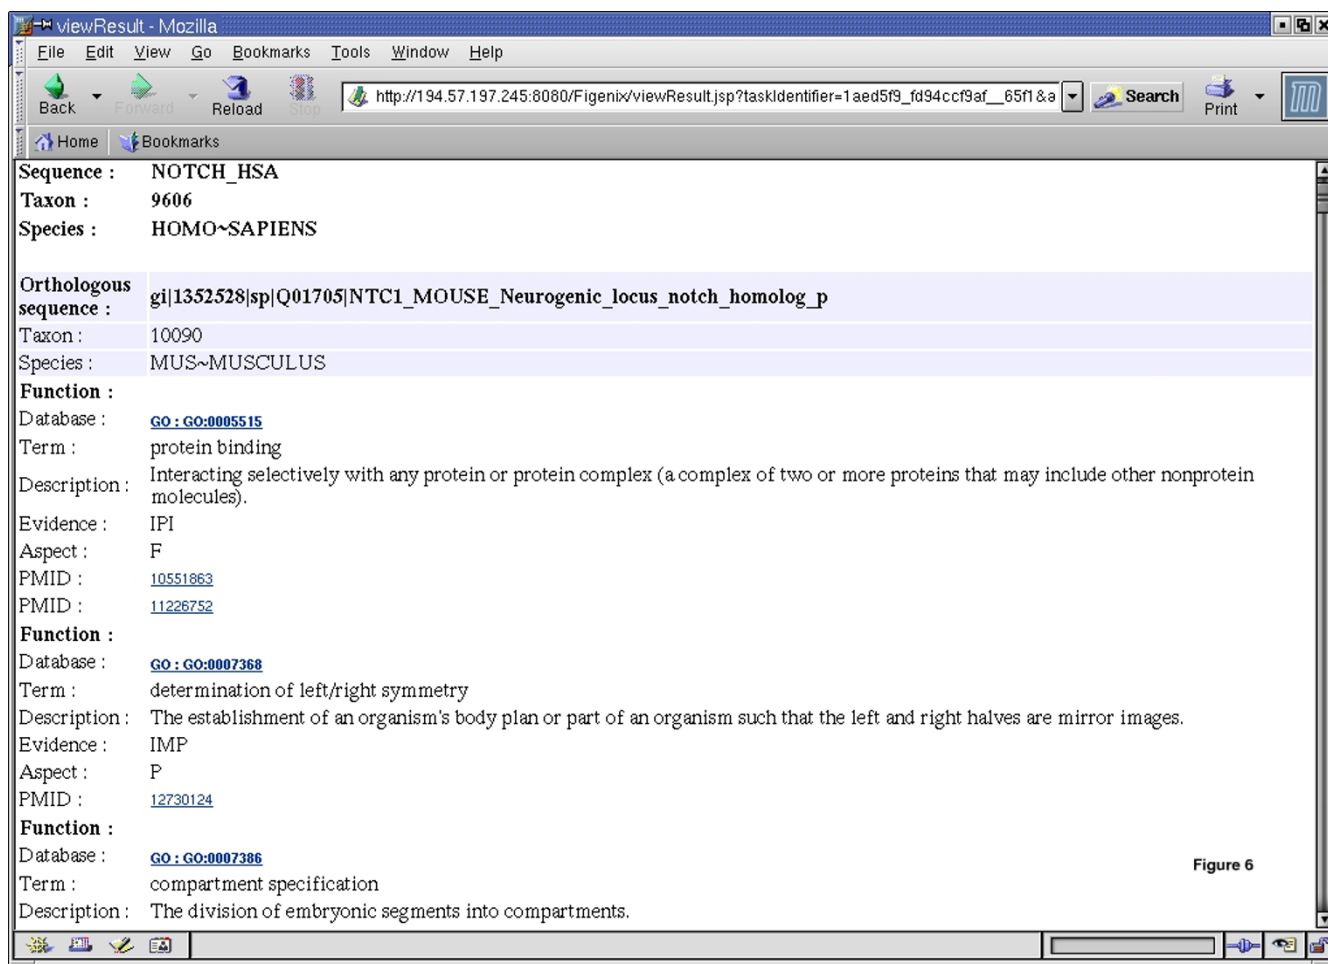 viewResult - Mozilla
File Edit View Go Bookmarks Tools Window Help
Back Forward Reload Stop http://194.57.197.245:8080/Figenix/viewResult.jsp?taskIdentifier=1aed5f9_fd94ccf9af__65f1&a Search Print
Home Bookmarks
Sequence : NOTCH_HSA
Taxon : 9606
Species : HOMO~SAPIENS
Orthologous
sequence : gi|1352528|sp|Q01705|NTC1_MOUSE_Neurogenic_locus_notch_homolog_p
Taxon : 10090
Species : MUS~MUSCULUS
Function :
Database : GO : GO:0005515
Term : protein binding
Description : Interacting selectively with any protein or protein complex (a complex of two or more proteins that may include other nonprotein
molecules).
Evidence : IPI
Aspect : F
PMID : 10551863
PMID : 11226752
Function :
Database : GO : GO:0007368
Term : determination of left/right symmetry
Description : The establishment of an organism's body plan or part of an organism such that the left and right halves are mirror images.
Evidence : IMP
Aspect : P
PMID : 12730124
Function :
Database : GO : GO:0007386
Figure 6
Term : compartment specification
Description : The division of embryonic segments into compartments.